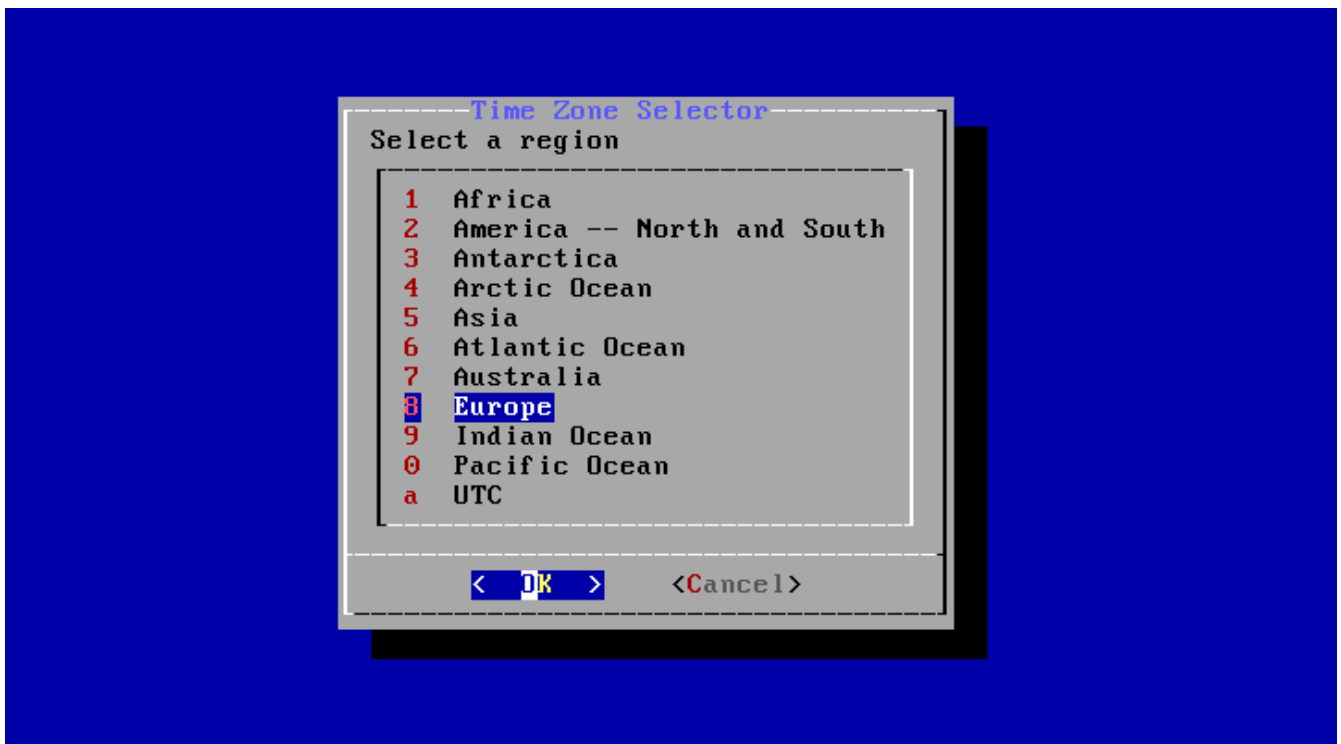 Time Zone Selector
Select a region
1 Africa
2 America -- North and South
3 Antarctica
4 Arctic Ocean
5 Asia
6 Atlantic Ocean
7 Australia
8 Europe
9 Indian Ocean
0 Pacific Ocean
a UTC
< OK > <Cancel>